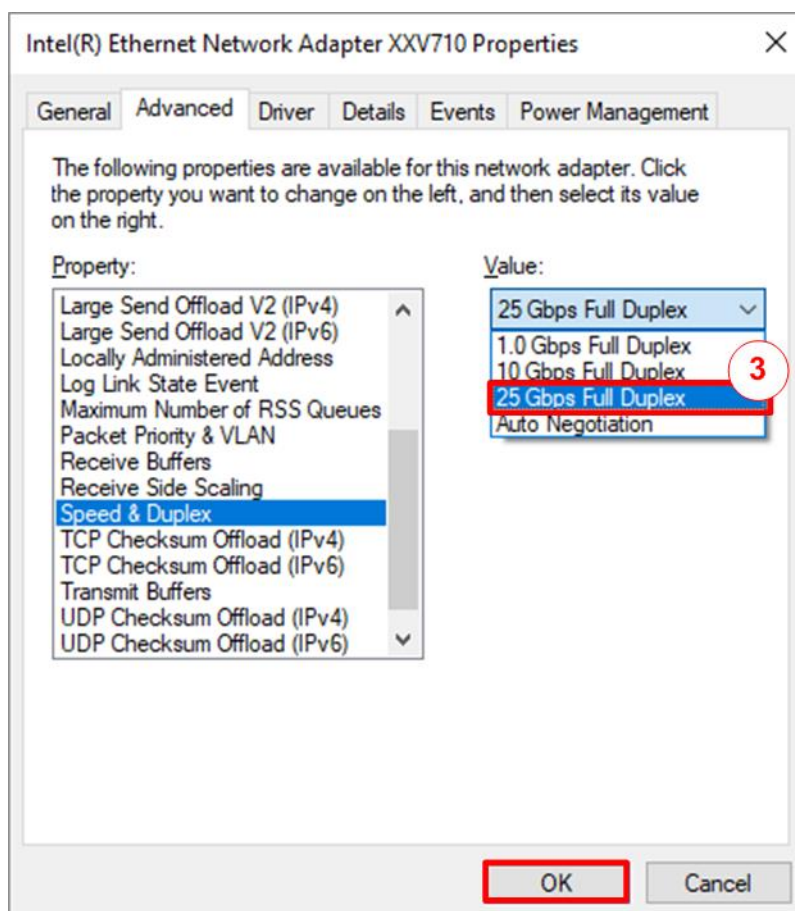 Intel(R) Ethernet Network Adapter XXV710 Properties
General Advanced Driver Details Events Power Management
The following properties are available for this network adapter. Click
the property you want to change on the left, and then select its value
on the right.
Property:
Large Send Offload V2 (IPv4)
Large Send Offload V2 (IPv6)
Locally Administered Address
Log Link State Event
Maximum Number of RSS Queues
Packet Priority & VLAN
Receive Buffers
Receive Side Scaling
Speed & Duplex
TCP Checksum Offload (IPv4)
TCP Checksum Offload (IPv6)
Transmit Buffers
UDP Checksum Offload (IPv4)
UDP Checksum Offload (IPv6)
Value:
25 Gbps Full Duplex
1.0 Gbps Full Duplex
10 Gbps Full Duplex
25 Gbps Full Duplex
Auto Negotiation
3
OK Cancel